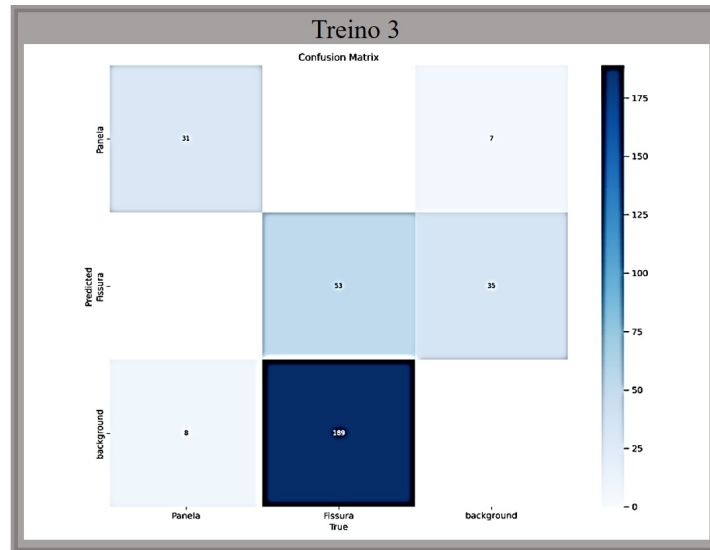 Treino 3
Confusion Matrix
Panela
31
7
175
150
125
Predicted
Fissura
53
35
100
75
50
background
8
189
25
0
Panela
Fissura
background
True